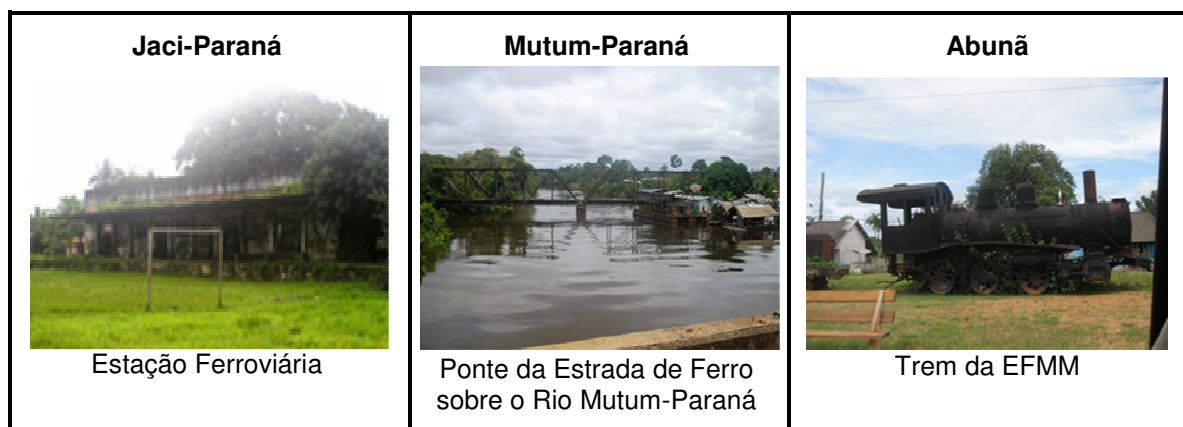 Jaci-Paraná
Estação Ferroviária
Mutum-Paraná
Ponte da Estrada de Ferro
sobre o Rio Mutum-Paraná
Abunã
Trem da EFMM